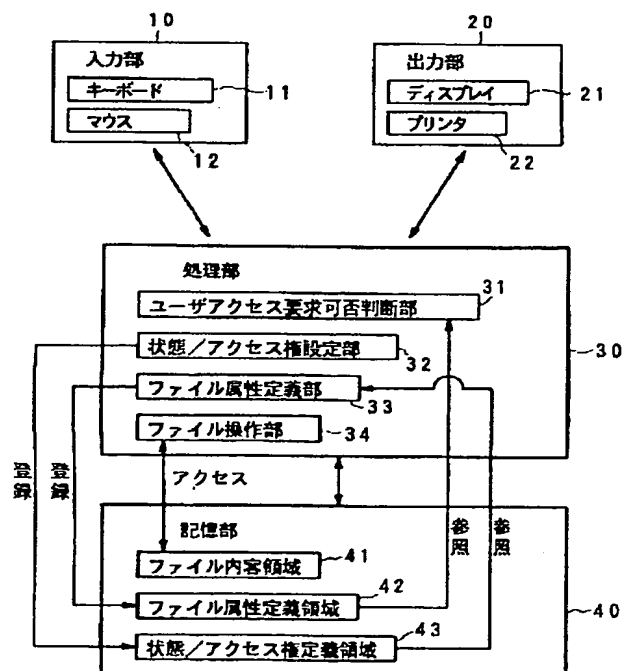 10
入力部
キーボード
11
マウス
12
20
出力部
ディスプレイ
21
プリンタ
22
処理部
31
ユーザアクセス要求可否判断部
状態／アクセス権設定部
32
30
ファイル属性定義部
33
ファイル操作部
34
登録
登録
アクセス
参照
参照
記憶部
41
ファイル内容領域
42
ファイル属性定義領域
43
40
状態／アクセス権定義領域